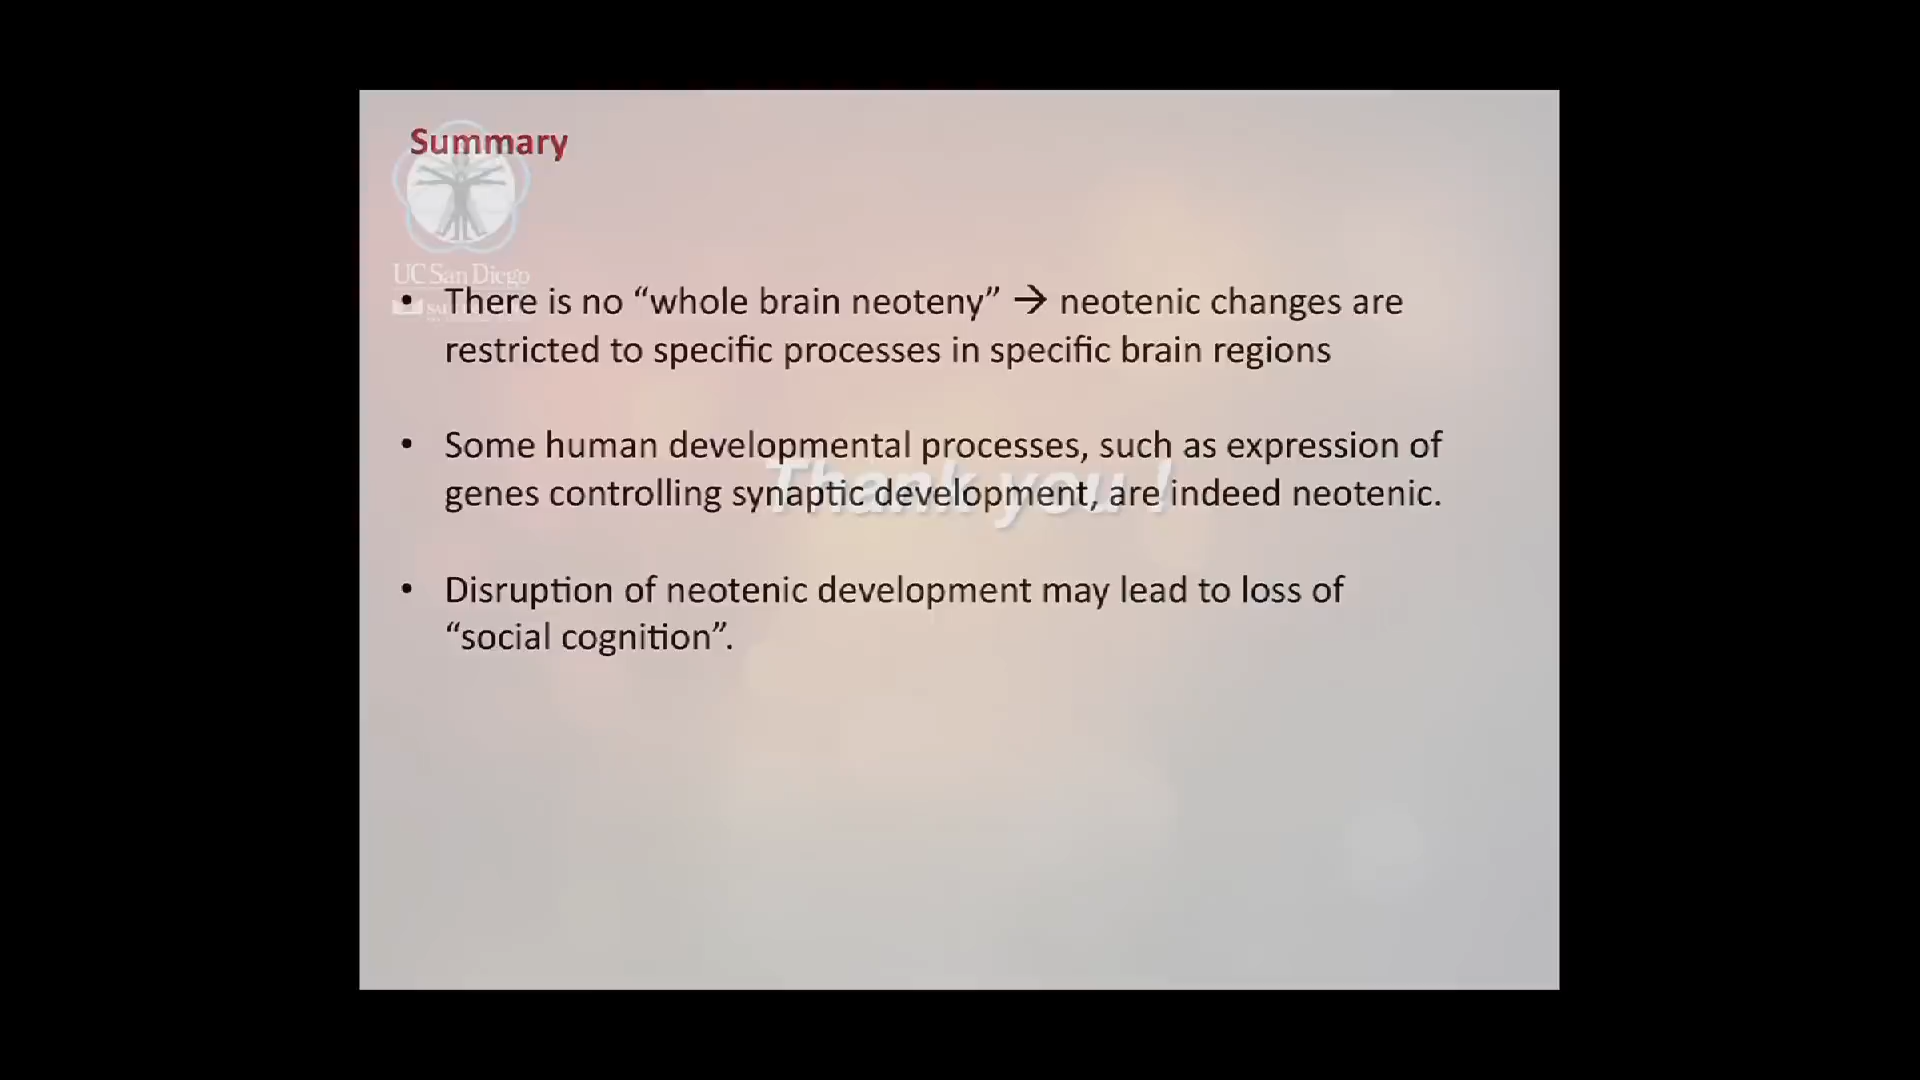 Summary
UC San Diego
• There is no “whole brain neoteny” → neotenic changes are
restricted to specific processes in specific brain regions
• Some human developmental processes, such as expression of
genes controlling synaptic development, are indeed neotenic.
Thank you !
• Disruption of neotenic development may lead to loss of
“social cognition”.